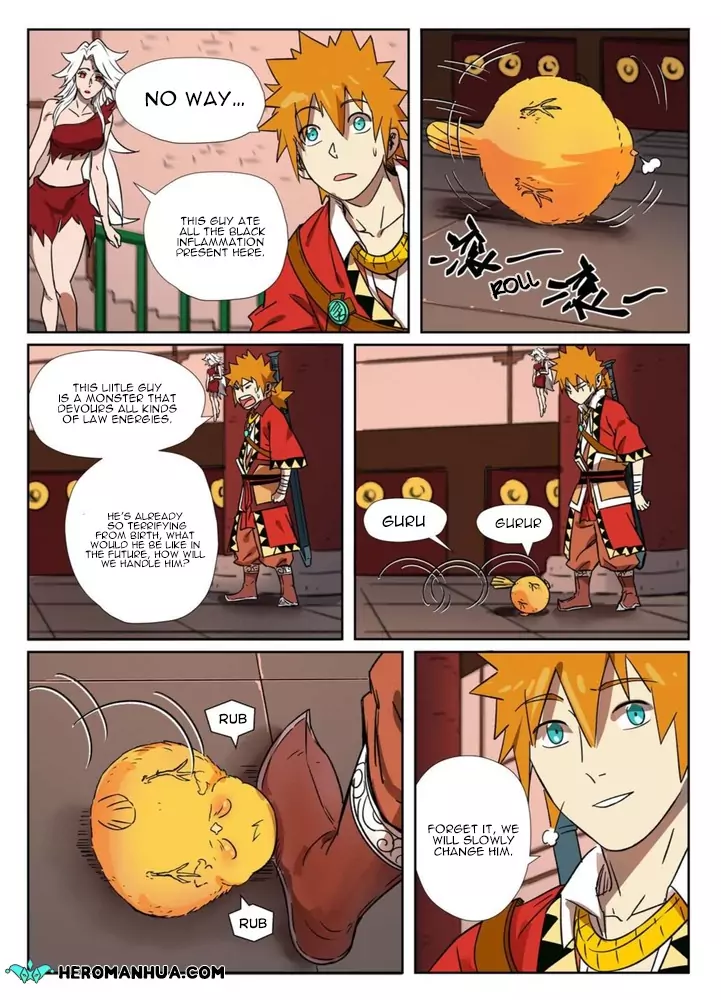 NO WAY...
THIS GUY ATE
ALL THE BLACK
INFLAMMATION
PRESENT HERE.
滚一
ROLL
滚一
THIS LIITLE GUY
IS A MONSTER THAT
DEVOURS ALL KINDS
OF LAW ENERGIES.
HE'S ALREADY
SO TERRIFYING
FROM BIRTH, WHAT
WOULD HE BE LIKE
IN THE FUTURE, HOW WILL
WE HANDLE HIM?
GURU
GURUR
RUB
RUB
FORGET IT, WE
WILL SLOWLY
CHANGE HIM.
HEROMANHUA.COM